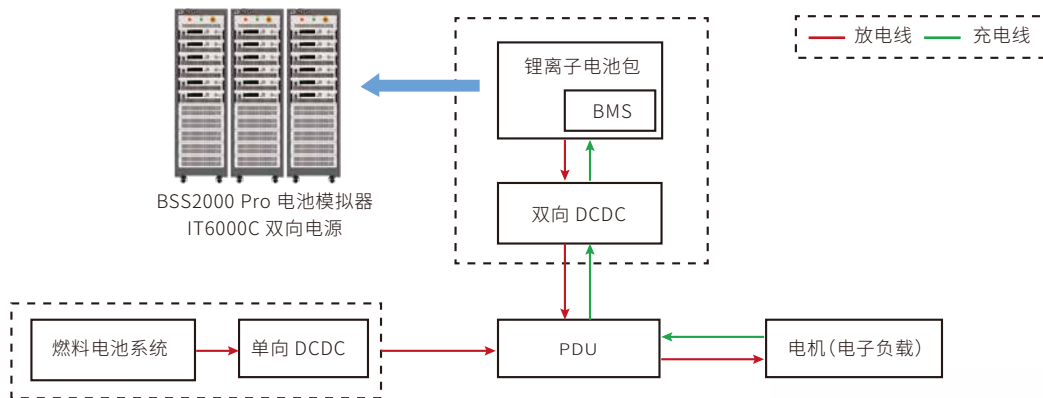 放电线
充电线
锂离子电池包
BMS
BSS2000 Pro 电池模拟器
IT6000C 双向电源
双向 DCDC
燃料电池系统
单向 DCDC
PDU
电机(电子负载)